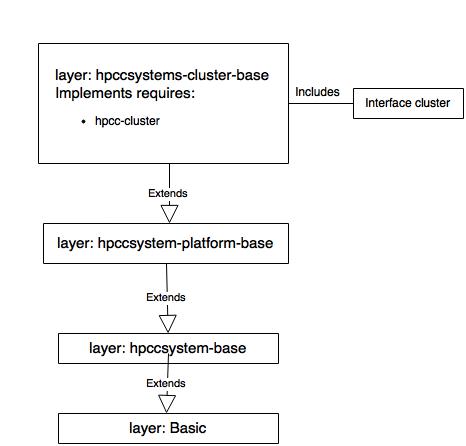 layer: hpccsystems-cluster-base
Implements requires:
• hpcc-cluster
Includes
Interface cluster
Extends
layer: hpccsystem-platform-base
Extends
layer: hpccsystem-base
Extends
layer: Basic